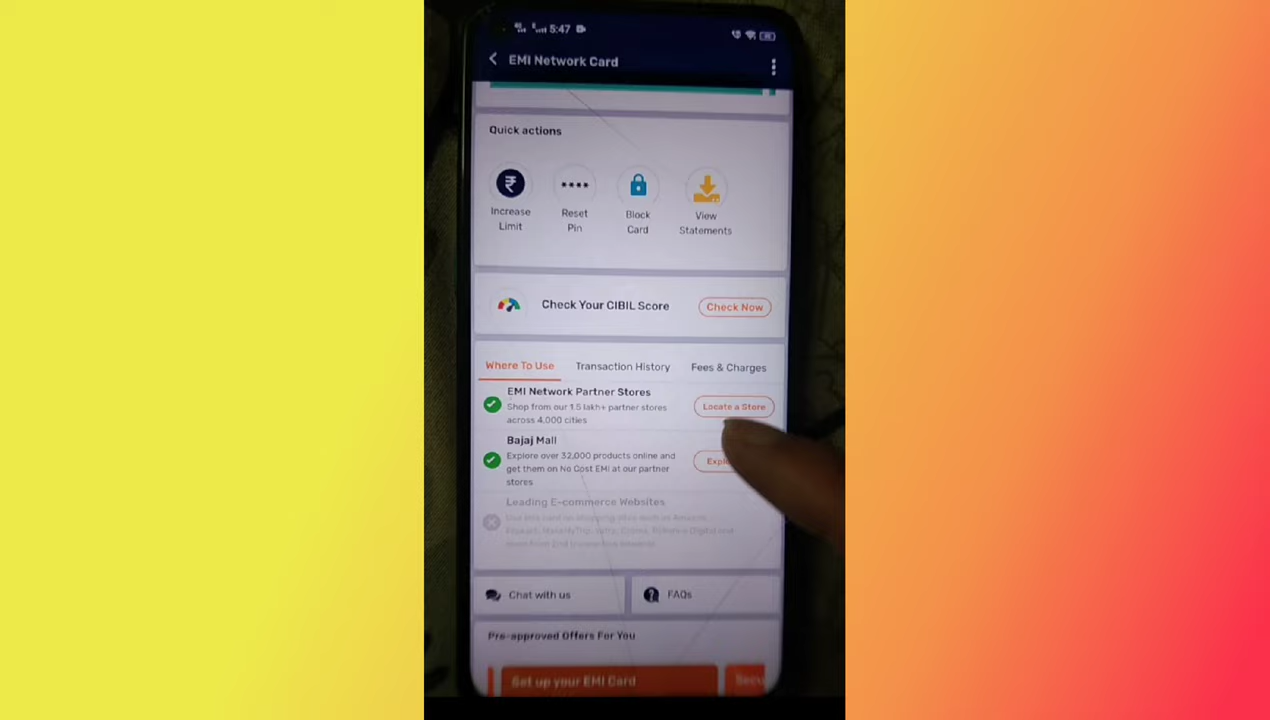 5:47
EMI Network Card
Quick actions
Increase Limit
Reset Pin
Block Card
View Statements
Check Your CIBIL Score
Check Now
Where To Use
Transaction History
Fees & Charges
EMI Network Partner Stores
Shop from our 1.5 lakh+ partner stores
across 4,000 cities
Locate a Store
Bajaj Mall
Explore over 32,000 products online and
get them on No Cost EMI at our partner
stores
Leading E-commerce Websites
Chat with us
FAQs
Pre-approved Offers For You
Set up your EMI Card